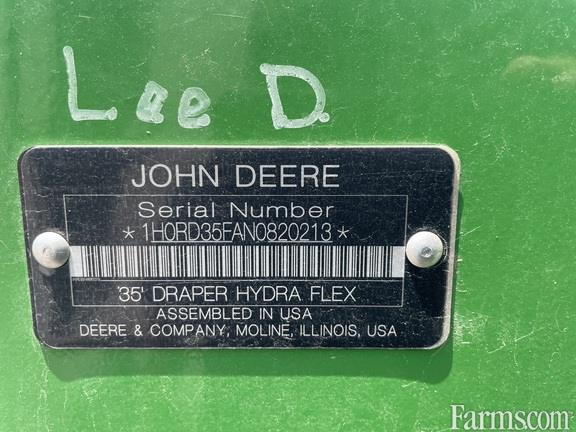 Lee D.
JOHN DEERE
Serial Number
*1H0RD35FAN0820213*
'35' DRAPER HYDRA FLEX
ASSEMBLED IN USA
DEERE & COMPANY, MOLINE, ILLINOIS, USA
Farms.com